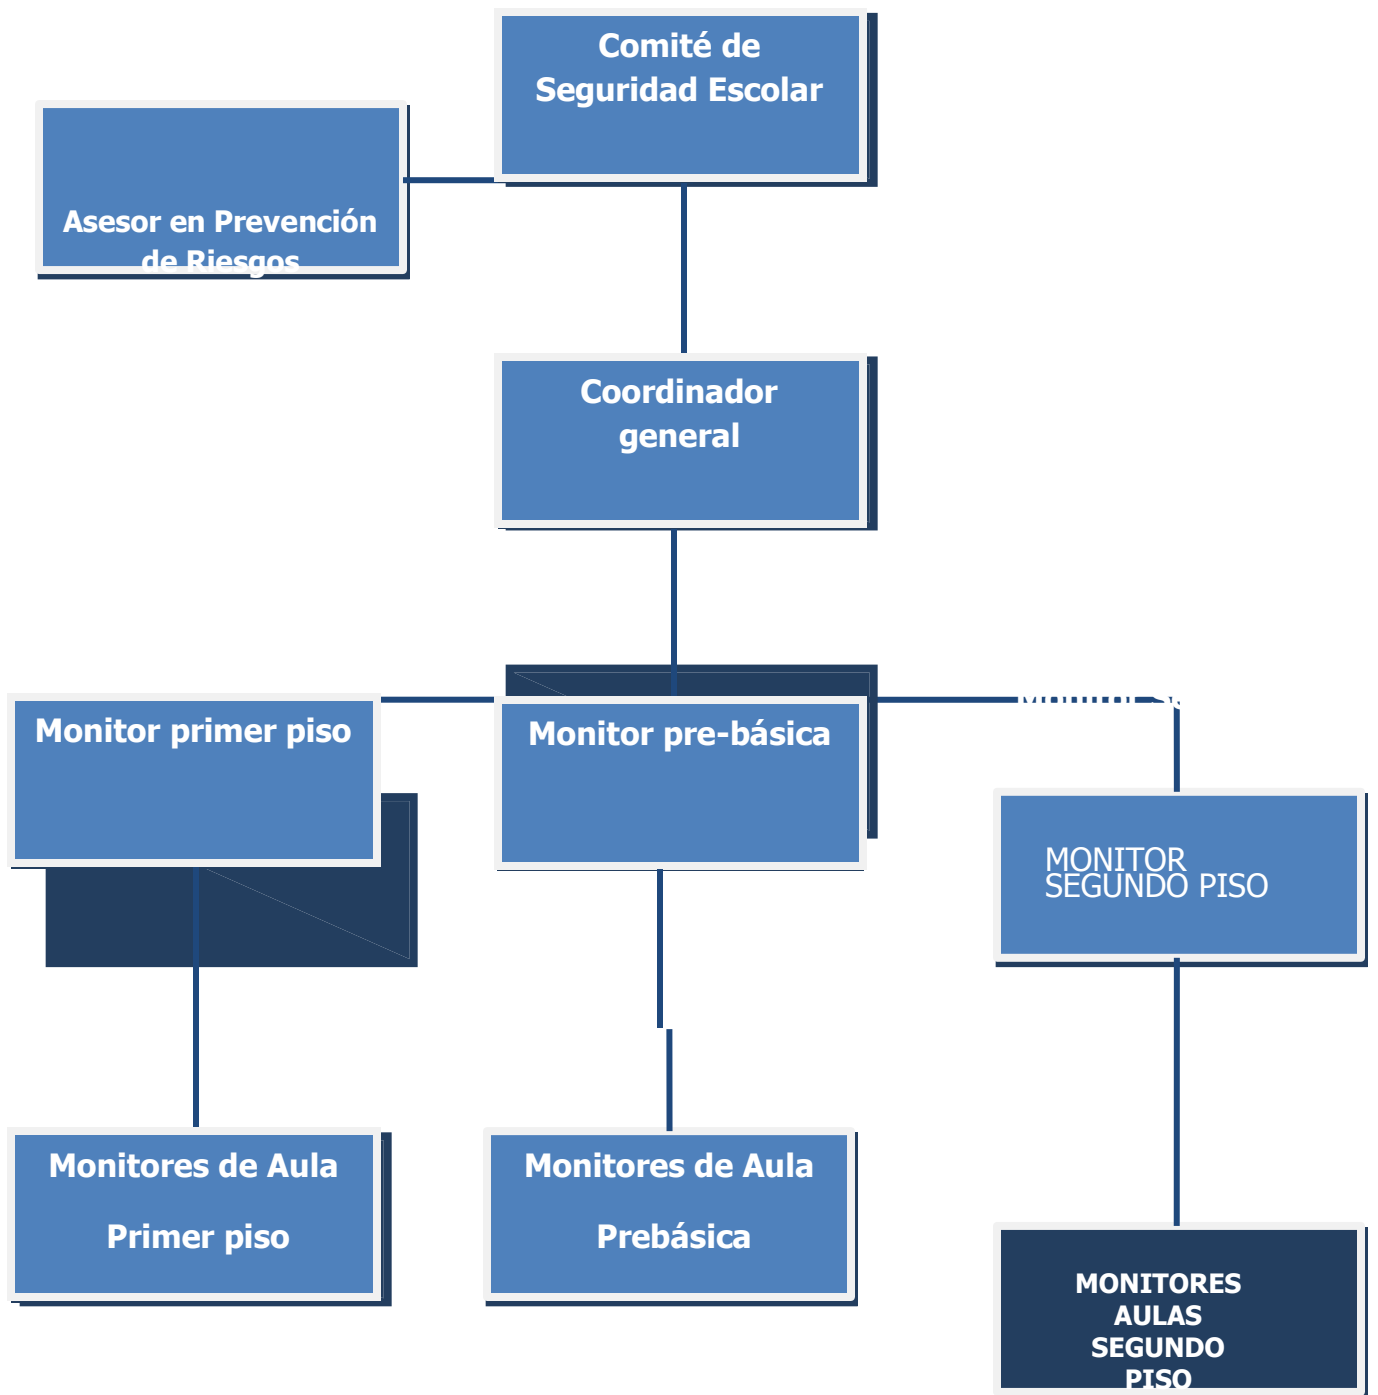 Comité de
Seguridad Escolar
Asesor en Prevención
de Riesgos
Coordinador
general
Monitor
Monitor primer piso
Monitor pre-básica
MONITOR
SEGUNDO PISO
Monitores de Aula
Primer piso
Monitores de Aula
Prebásica
MONITORES
AULAS
SEGUNDO
PISO